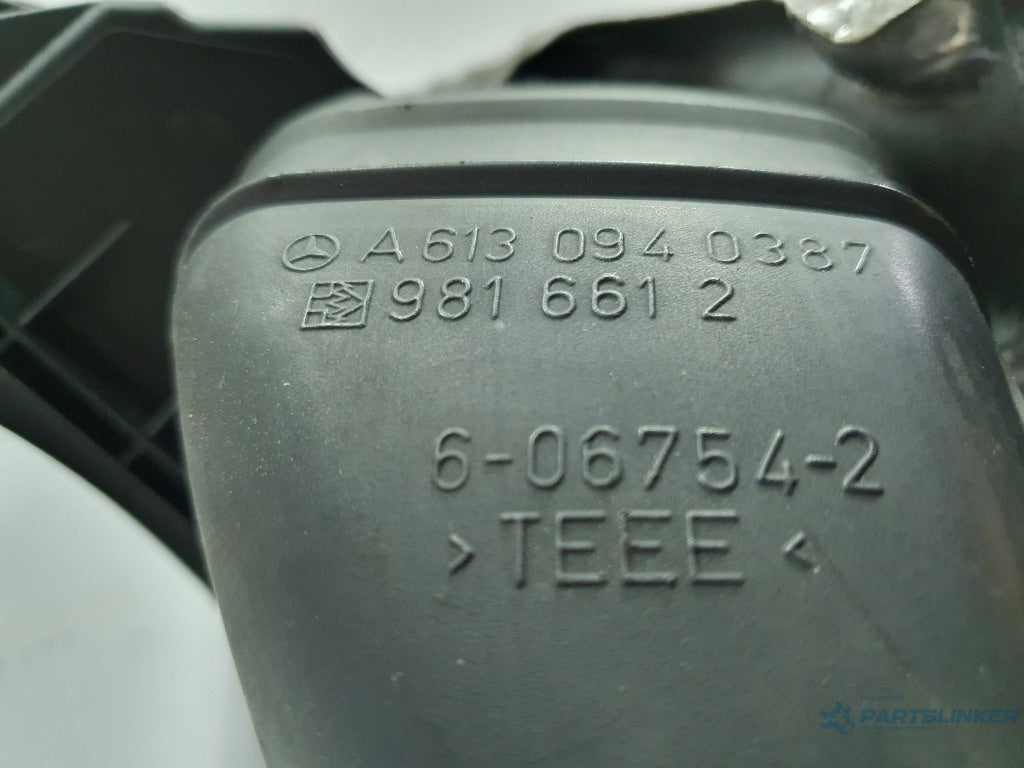 A 613 094 0387
981 661 2
6-06754-2
>TEEE<
PARTSLINKER